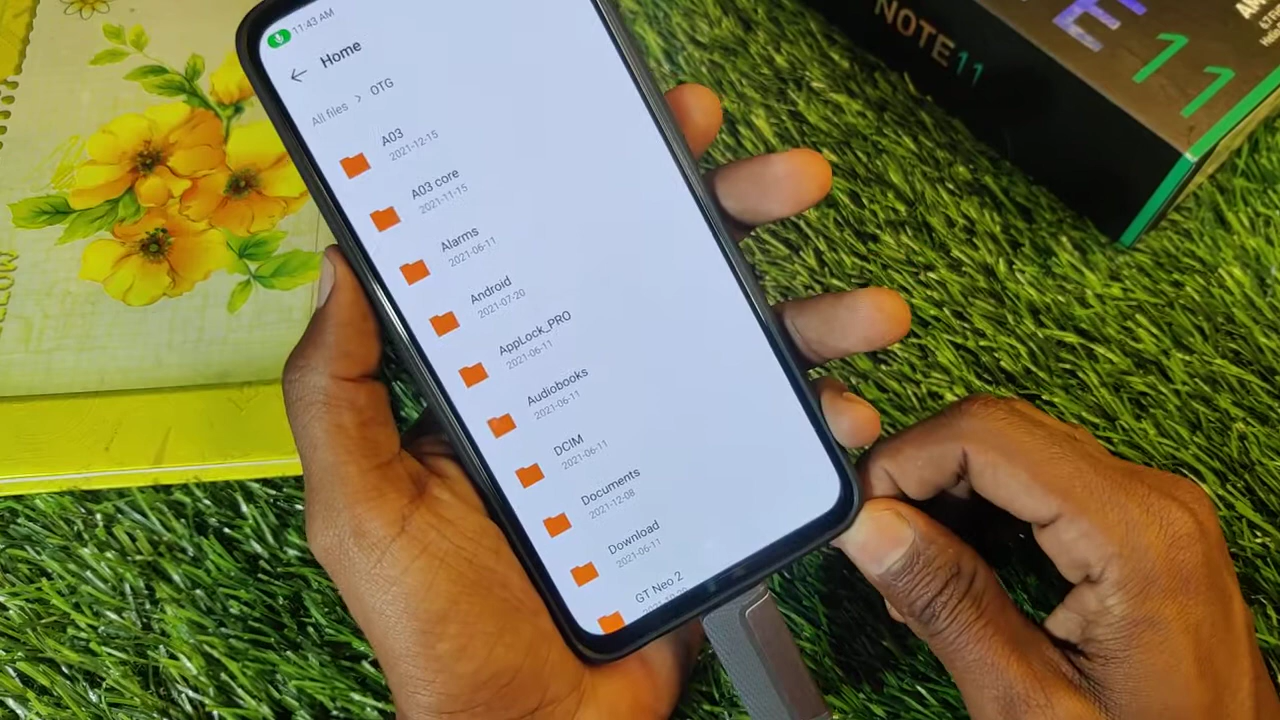 11:43 AM
Home
All files > OTG
A03
2021-12-15
A03 core
2021-11-15
Alarms
2021-06-11
Android
2021-07-20
AppLock_PRO
2021-06-11
Audiobooks
2021-06-11
DCIM
2021-06-11
Documents
2021-12-08
Download
2021-06-11
GT Neo 2
NOTE 11
E 11